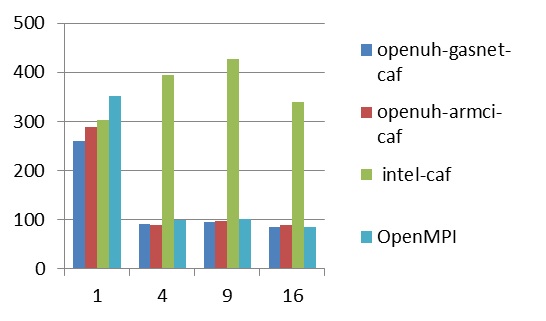 500
400
300
200
100
0
1 4 9 16
openuh-gasnet-
caf
openuh-armci-
caf
intel-caf
OpenMPI